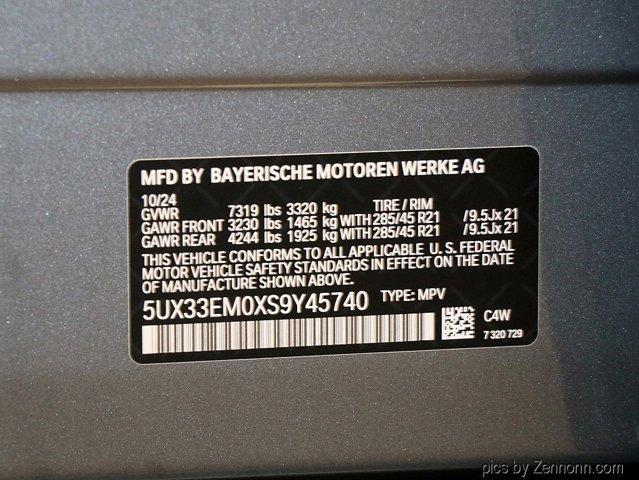 MFD BY BAYERISCHE MOTOREN WERKE AG
10/24 TIRE / RIM
GVWR 7319 lbs 3320 kg
GAWR FRONT 3230 lbs 1465 kg WITH 285/45 R21 / 9.5Jx 21
GAWR REAR 4244 lbs 1925 kg WITH 285/45 R21 / 9.5Jx 21
THIS VEHICLE CONFORMS TO ALL APPLICABLE U. S. FEDERAL
MOTOR VEHICLE SAFETY STANDARDS IN EFFECT ON THE DATE
OF MANUFACTURE SHOWN ABOVE.
5UX33EM0XS9Y45740 TYPE: MPV
C4W
7 320 729
pics by Zennonn.com